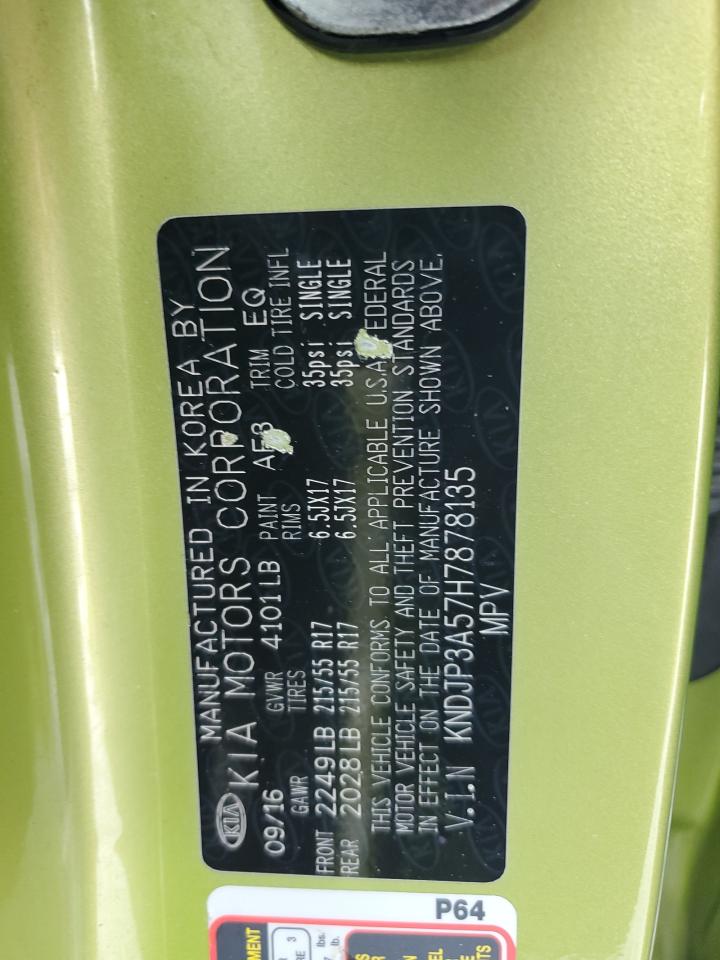 MANUFACTURED IN KOREA BY
KIA KIA MOTORS CORPORATION
09/16 GVWR 4101LB PAINT TRIM EQ
GAWR TIRES RIMS COLD TIRE INFL
FRONT 2249LB 215/55 R17 6.5JX17 35psi SINGLE
REAR 2028LB 215/55 R17 6.5JX17 35psi SINGLE
THIS VEHICLE CONFORMS TO ALL APPLICABLE U.S.A. FEDERAL
MOTOR VEHICLE SAFETY AND THEFT PREVENTION STANDARDS
IN EFFECT ON THE DATE OF MANUFACTURE SHOWN ABOVE.
V.I.N KNDJP3A57H7878135
MPV
P64